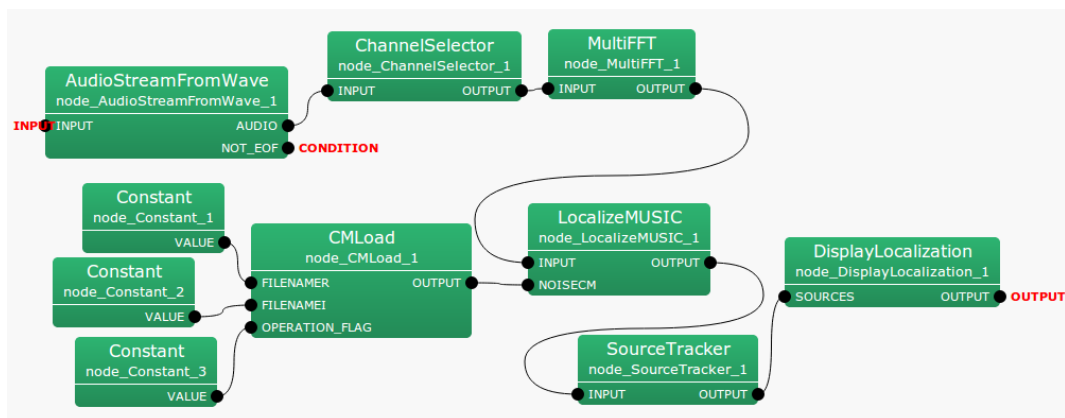 AudioStreamFromWave
node_AudioStreamFromWave_1
INPUT INPUT AUDIO
NOT_EOF CONDITION
ChannelSelector
node_ChannelSelector_1
INPUT OUTPUT
MultiFFT
node_MultiFFT_1
INPUT OUTPUT
Constant
node_Constant_1
VALUE
Constant
node_Constant_2
VALUE
Constant
node_Constant_3
VALUE
CMLoad
node_CMLoad_1
FILENAMER OUTPUT
FILENAMEI
OPERATION_FLAG
LocalizeMUSIC
node_LocalizeMUSIC_1
INPUT OUTPUT
NOISECM
SourceTracker
node_SourceTracker_1
INPUT OUTPUT
DisplayLocalization
node_DisplayLocalization_1
SOURCES OUTPUT OUTPUT